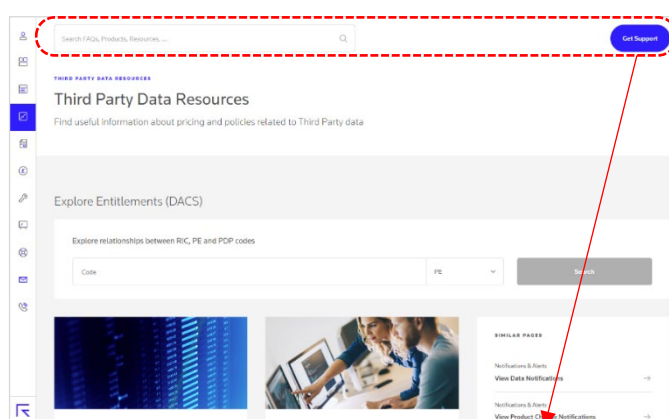 Search FAQs, Products, Resources, ...
Get Support
THIRD PARTY DATA RESOURCES
Third Party Data Resources
Find useful information about pricing and policies related to Third Party data
Explore Entitlements (DACS)
Explore relationships between RIC, PE and PDP codes
Code
PE
Search
SIMILAR PAGES
Notifications & Alerts
View Data Notifications
Notifications & Alerts
View Product Change Notifications